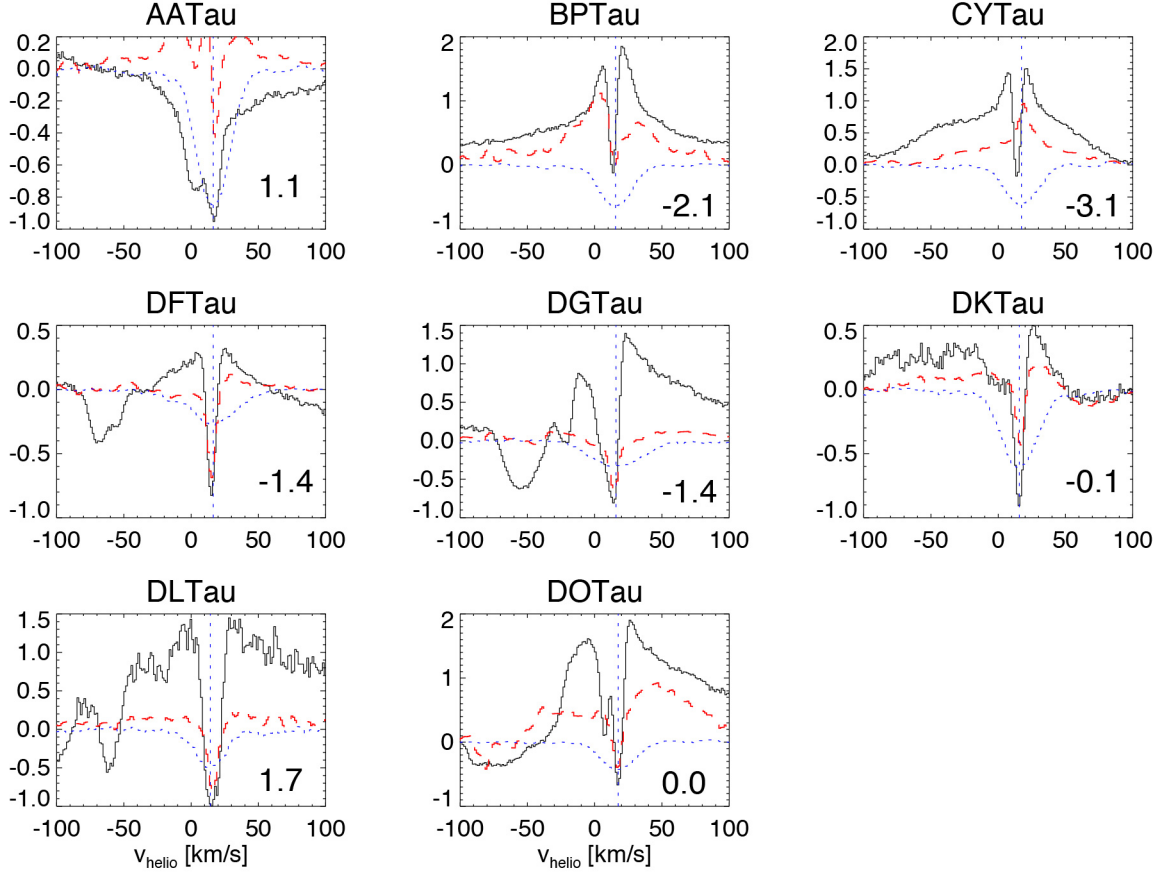 AATau BPTau CYTau
0.2 2 2.0
0.0 1.5
-0.2 1 1.0
-0.4 0.5
-0.6 0 0.0
-0.8 1.1 -2.1 -0.5 -3.1
-1.0 -1 -1.0
-100 -50 0 50 100 -100 -50 0 50 100 -100 -50 0 50 100
DFTau DGTau DKTau
0.5 1.5 0.5
1.0
0.0 0.5 0.0
0.0
-0.5 -1.4 -0.5 -1.4 -0.5 -0.1
-1.0 -1.0 -1.0
-100 -50 0 50 100 -100 -50 0 50 100 -100 -50 0 50 100
DLTau DOTau
1.5 2
1.0
0.5 1
0.0 0
-0.5 1.7 0.0
-1.0 -1
-100 -50 0 50 100 -100 -50 0 50 100
v_helio [km/s] v_helio [km/s]